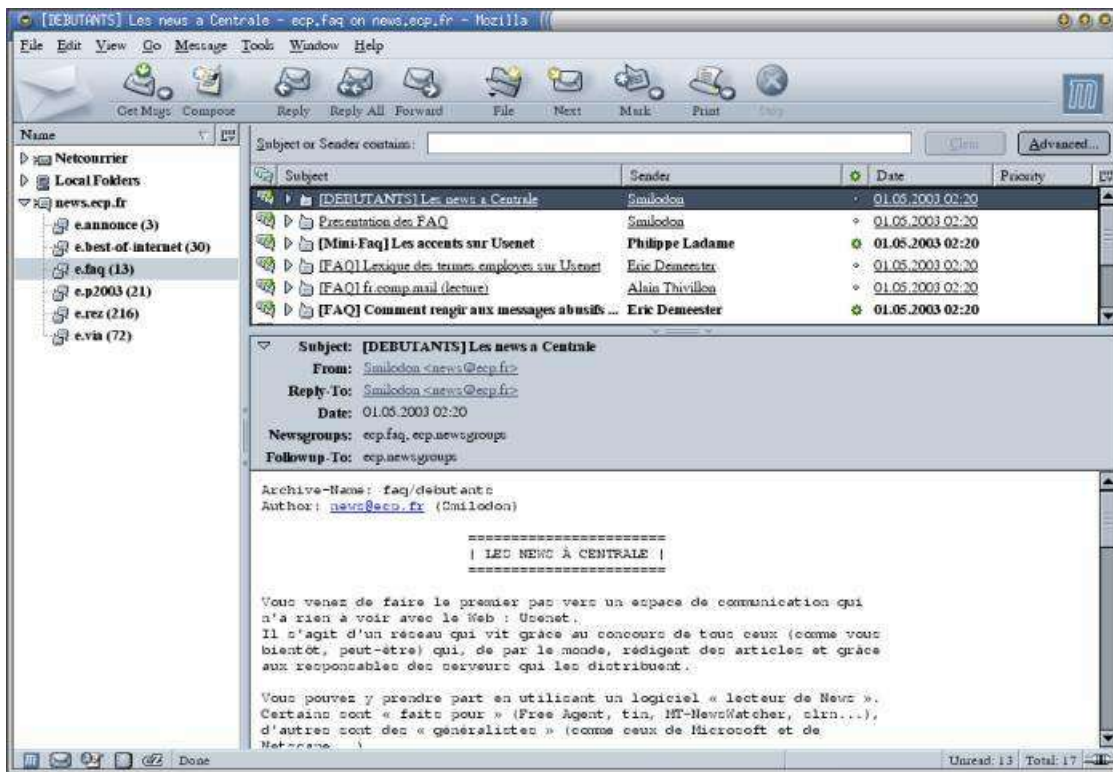 [DEBUTANTS] Les news a Centrale - ecp.faq on news.ecp.fr - Mozilla
File Edit View Go Message Tools Window Help
Get Msgs Compose Reply Reply All Forward File Next Mark Print Stop
Name
Subject or Sender contains: Clear Advanced...
Netcourrier
Local Folders
news.ecp.fr
e.annonce (3)
e.best-of-internet (30)
e.faq (13)
e.p2003 (21)
e.rez (216)
e.via (72)
Subject Sender Date Priority
[DEBUTANTS] Les news a Centrale Smilodon 01.05.2003 02:20
Presentation des FAQ Smilodon 01.05.2003 02:20
[Mini-Faq] Les accents sur Usenet Philippe Ladame 01.05.2003 02:20
[FAQ] Lexique des termes employes sur Usenet Eric Demeester 01.05.2003 02:20
[FAQ] fr.comp.mail (lecture) Alain Thivillon 01.05.2003 02:20
[FAQ] Comment reagir aux messages abusifs ... Eric Demeester 01.05.2003 02:20
Subject: [DEBUTANTS] Les news a Centrale
From: Smilodon <news@ecp.fr>
Reply-To: Smilodon <news@ecp.fr>
Date: 01.05.2003 02:20
Newsgroups: ecp.faq, ecp.newsgroups
Followup-To: ecp.newsgroups
Archive-Name: faq/debutants
Author: news@ecp.fr (Smilodon)
=======================
| LES NEWS À CENTRALE |
=======================
Vous venez de faire le premier pas vers un espace de communication qui
n'a rien à voir avec le Web : Usenet.
Il s'agit d'un réseau qui vit grâce au concours de tous ceux (comme vous
bientôt, peut-être) qui, de par le monde, rédigent des articles et grâce
aux responsables des serveurs qui les distribuent.
Vous pouvez y prendre part en utilisant un logiciel « lecteur de News ».
Certains sont « faits pour » (Free Agent, tin, MT-NewsWatcher, slrn...),
d'autres sont des « généralistes » (comme ceux de Microsoft et de
Netscape...)
Done Unread: 13 Total: 17